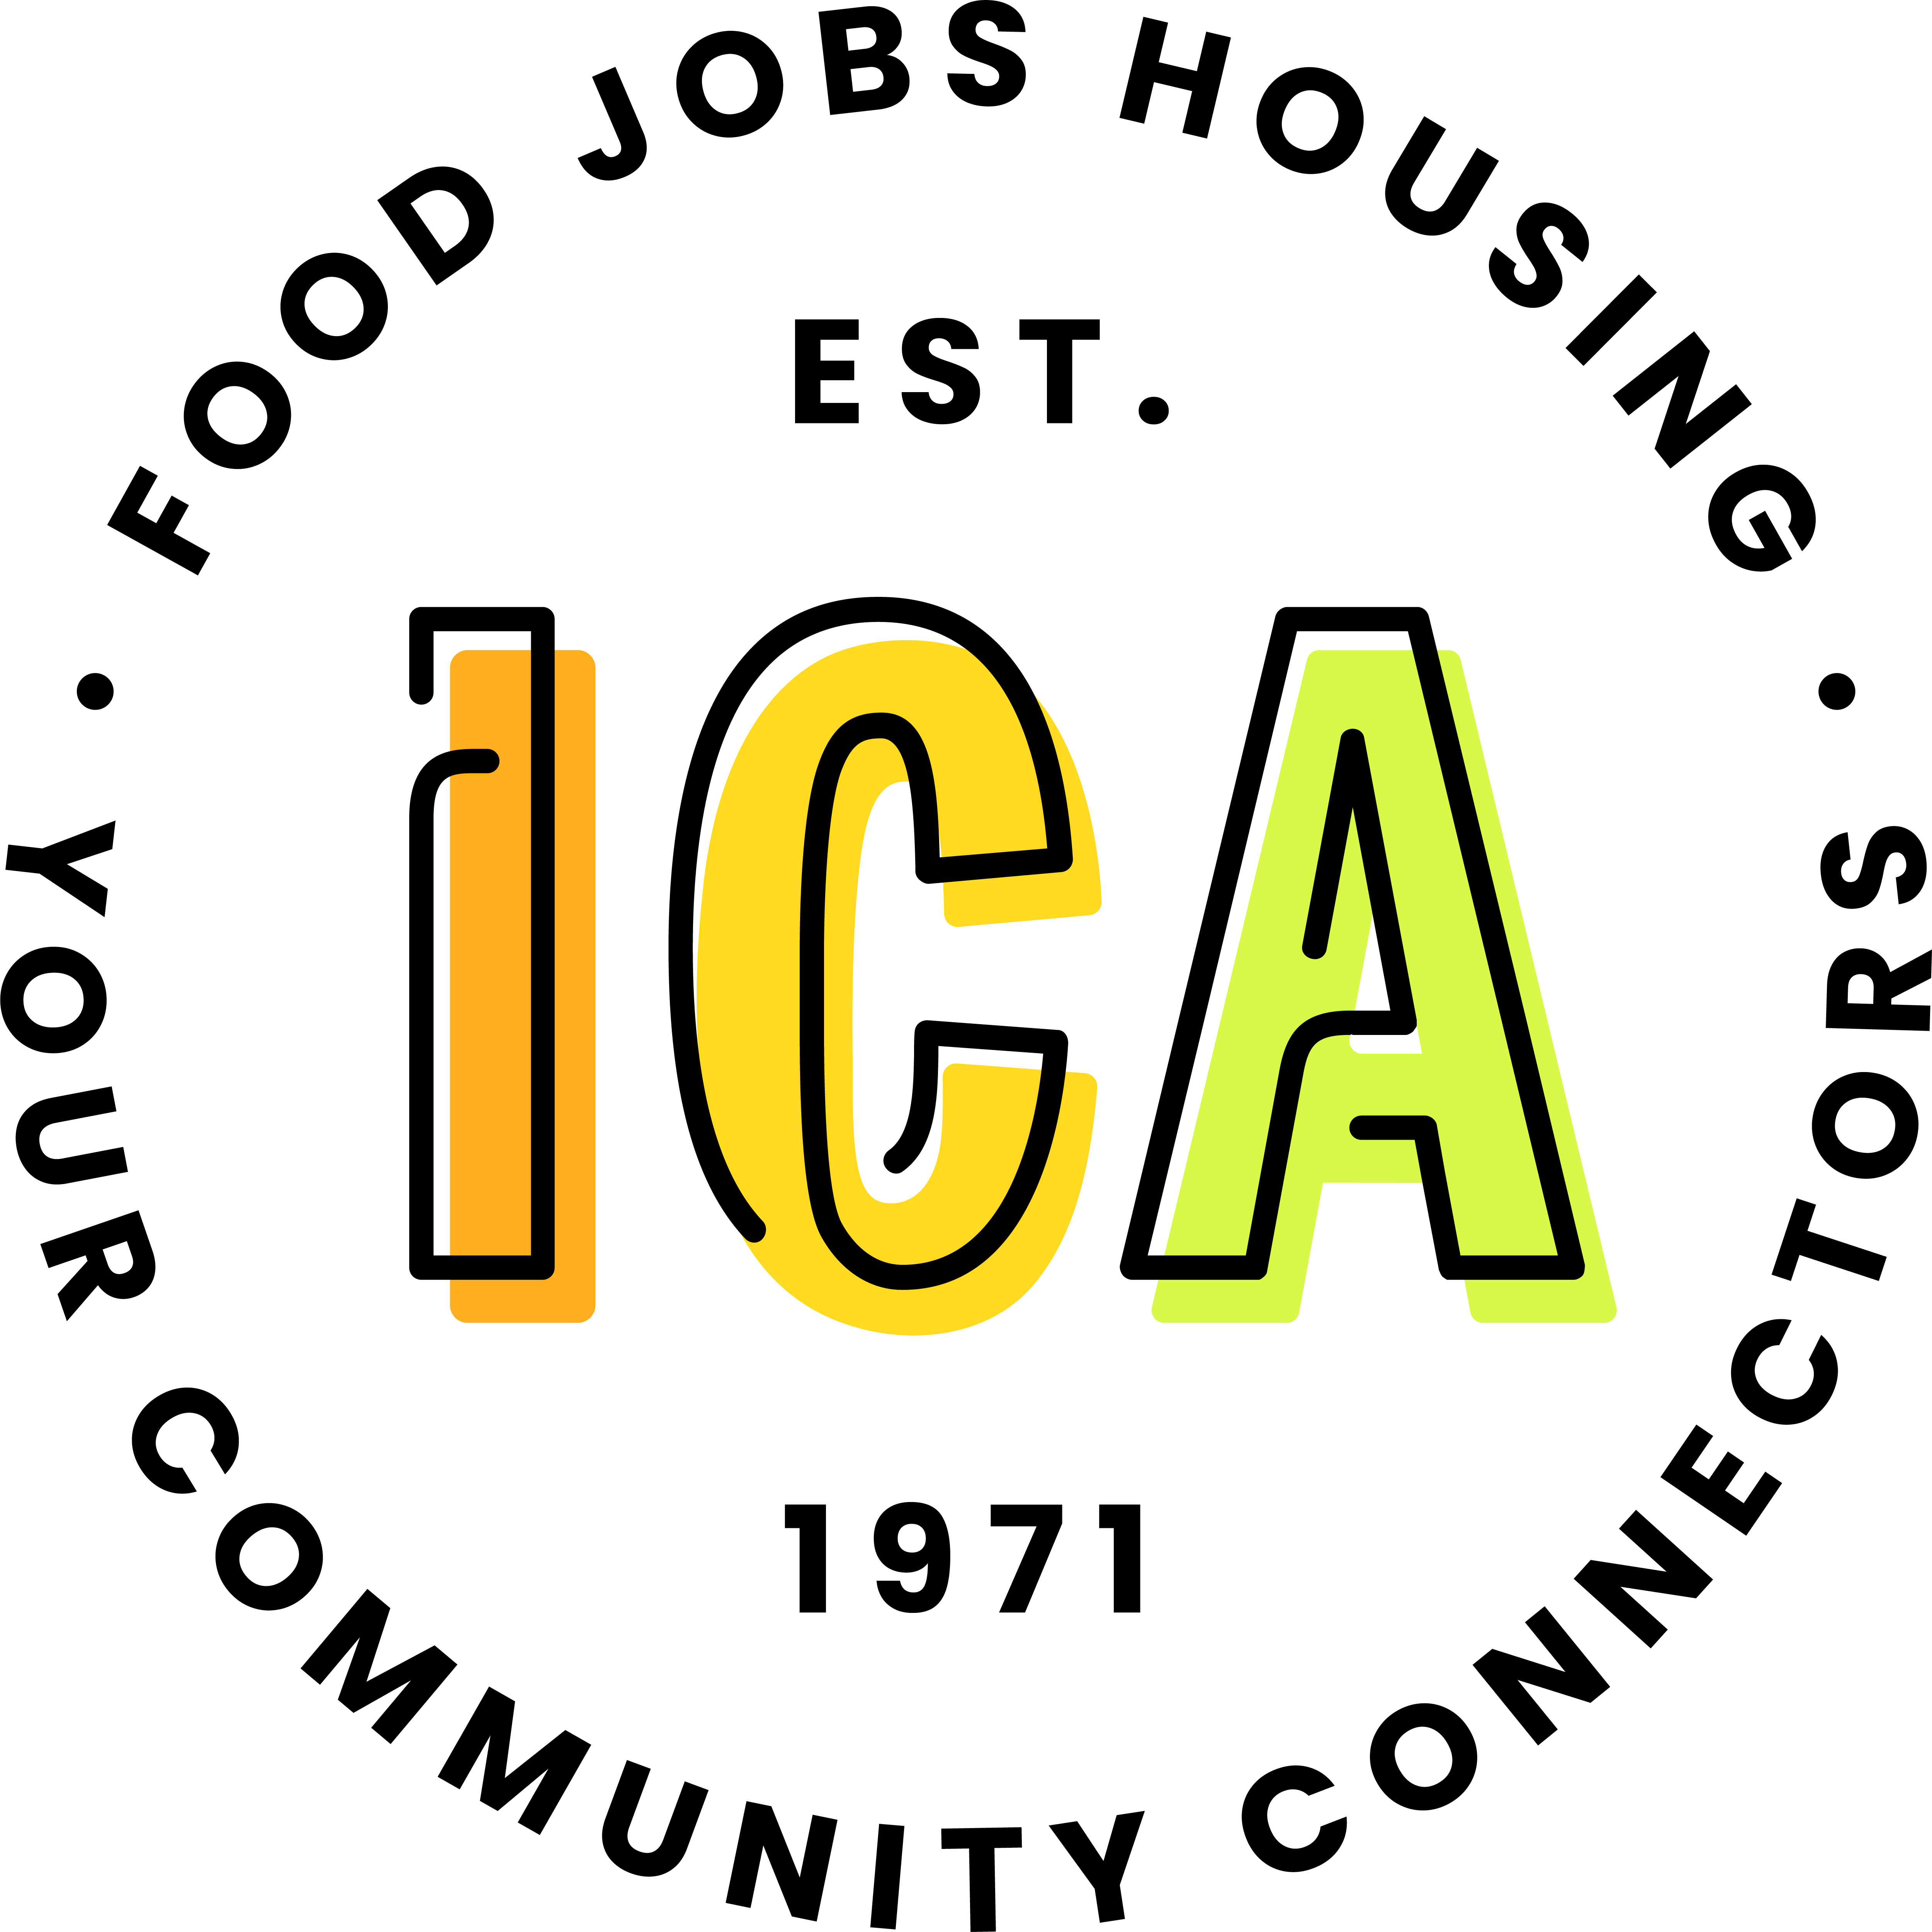 FOOD JOBS HOUSING
EST.
ICA
1971
• YOUR COMMUNITY CONNECTORS •